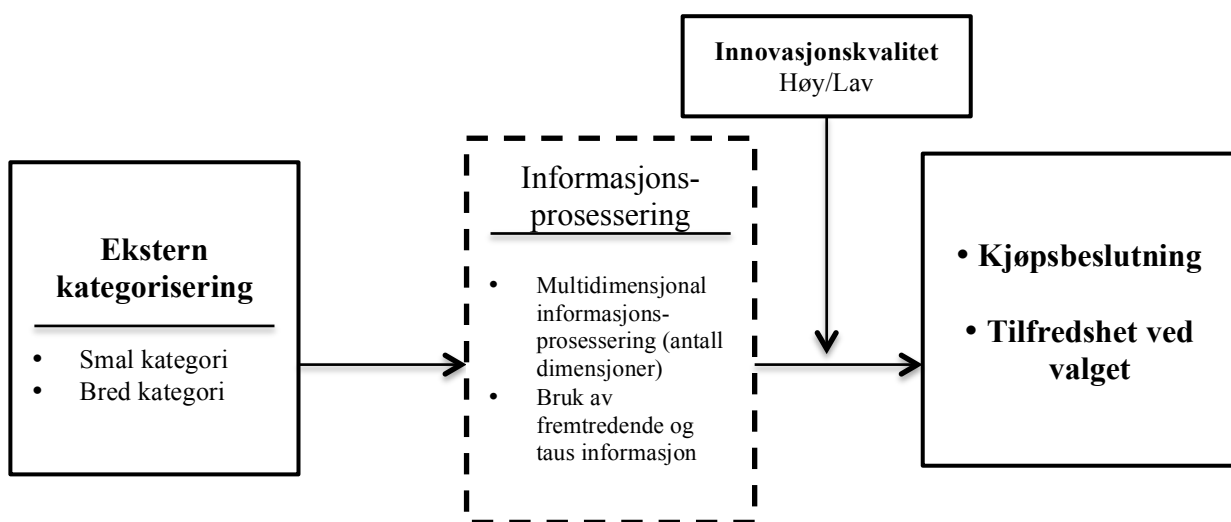 Innovasjonskvalitet
Høy/Lav
Ekstern
kategorisering
• Smal kategori
• Bred kategori
Informasjons-
prosessering
• Multidimensjonal
informasjons-
prosessering (antall
dimensjoner)
• Bruk av
fremtredende og
taus informasjon
• Kjøpsbeslutning
• Tilfredshet ved
valget